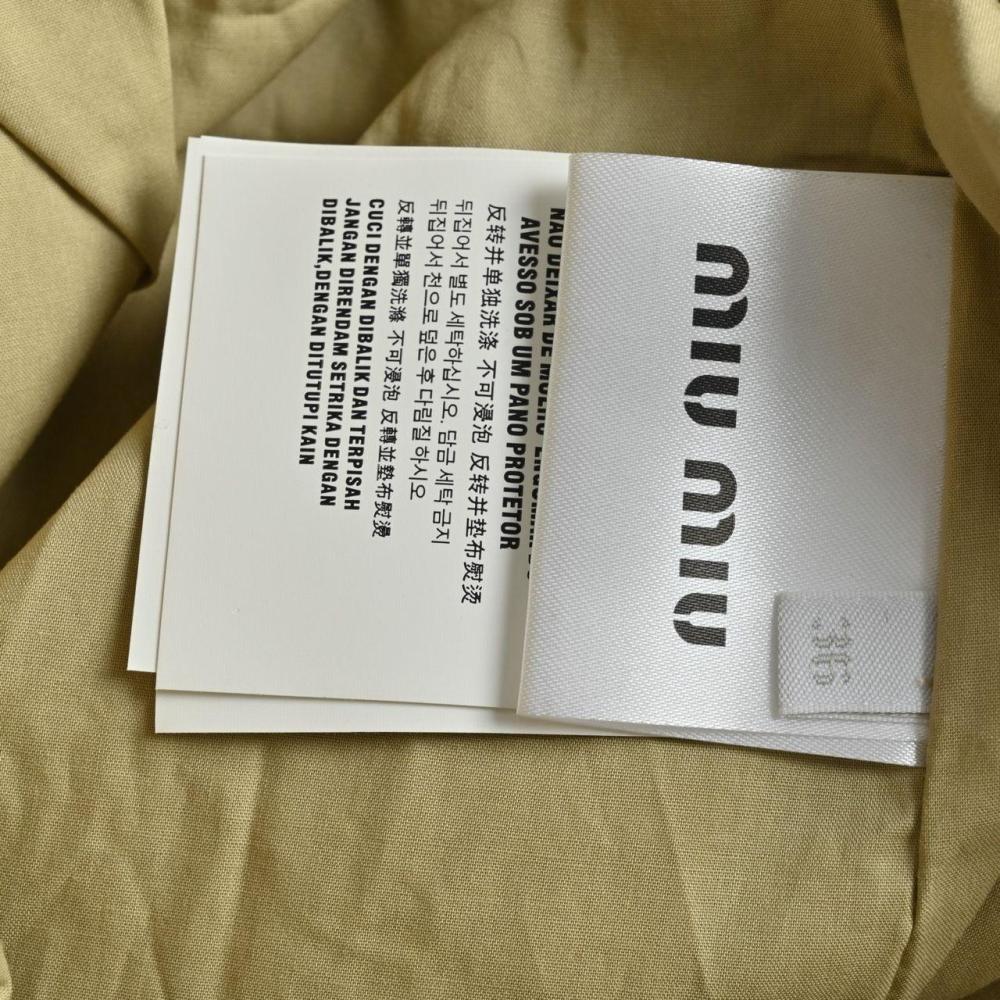 miu miu
36
NAO DEIXAR DE
AVESSO SOB UM PANO PROTETOR
反转并单独洗涤 不可浸泡 反转并垫布熨烫
뒤집어서 별도 세탁하십시오. 담금 세탁 금지
뒤집어서 천으로 덮은 후 다림질 하시오
反轉並單獨洗滌 不可浸泡 反轉並墊布熨燙
CUCI DENGAN DIBALIK DAN TERPISAH
JANGAN DIRENDAM SETRIKA DENGAN
DIBALIK,DENGAN DITUTUPI KAIN